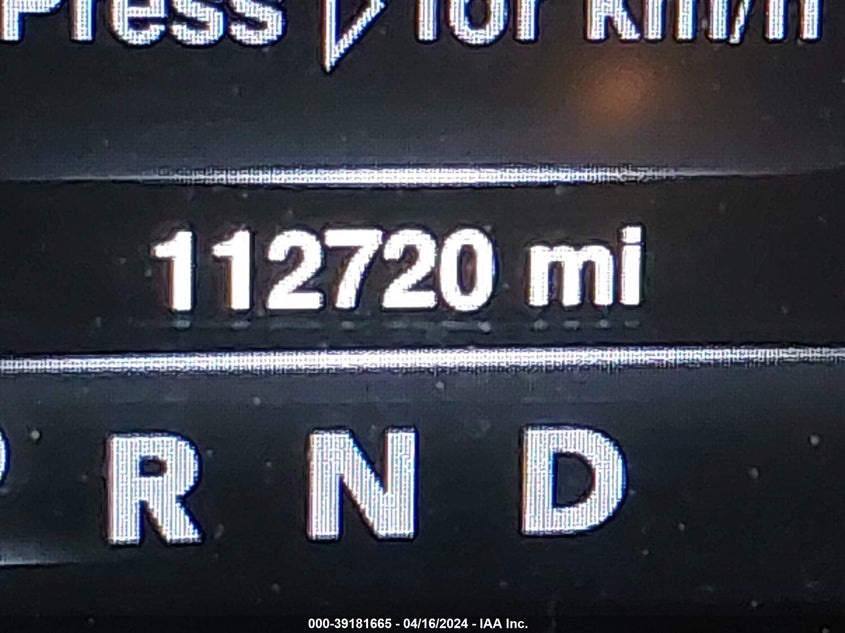 Press ▷ for km/h
112720 mi
P R N D
000-39181665 - 04/16/2024 - IAA Inc.